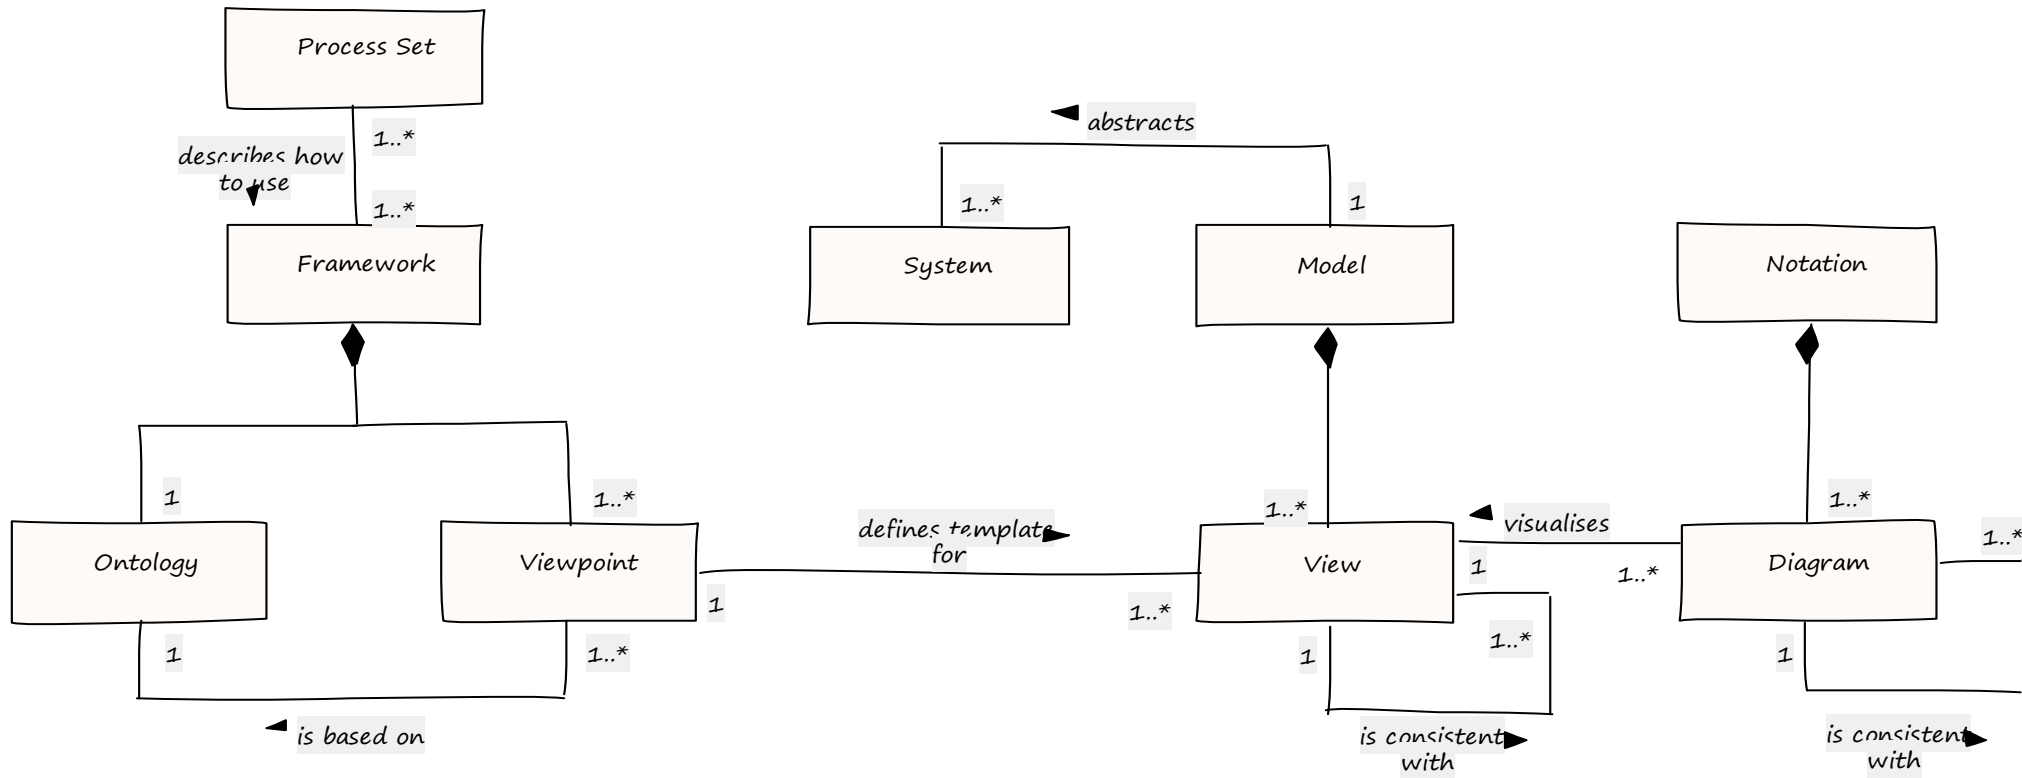 Process Set
1..*
describes how
to use
1..*
Framework
abstracts
1..*
1
System
Model
Notation
1
1..*
1..*
1..*
Ontology
Viewpoint
defines template
for
View
visualises
Diagram
1..*
1
1..*
1
1..*
1
1..*
is based on
1
1..*
is consistent
with
1
is consistent
with